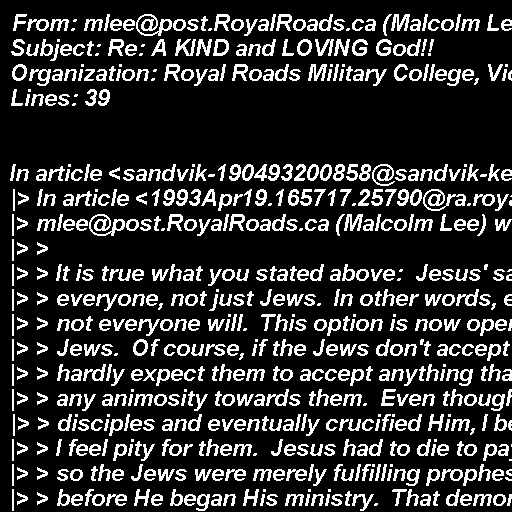 From: mlee@post.RoyalRoads.ca (Malcolm Le
Subject: Re: A KIND and LOVING God!!
Organization: Royal Roads Military College, Vic
Lines: 39
In article <sandvik-190493200858@sandvik-ke
|> In article <1993Apr19.165717.25790@ra.roya
|> mlee@post.RoyalRoads.ca (Malcolm Lee) w
|> >
|> > It is true what you stated above:  Jesus' sa
|> > everyone, not just Jews.  In other words, e
|> > not everyone will.  This option is now oper
|> > Jews.  Of course, if the Jews don't accept
|> > hardly expect them to accept anything tha
|> > any animosity towards them.  Even though
|> > disciples and eventually crucified Him, I be
|> > I feel pity for them.  Jesus had to die to pay
|> > so the Jews were merely fulfilling prophes
|> > before He began His ministry.  That demor